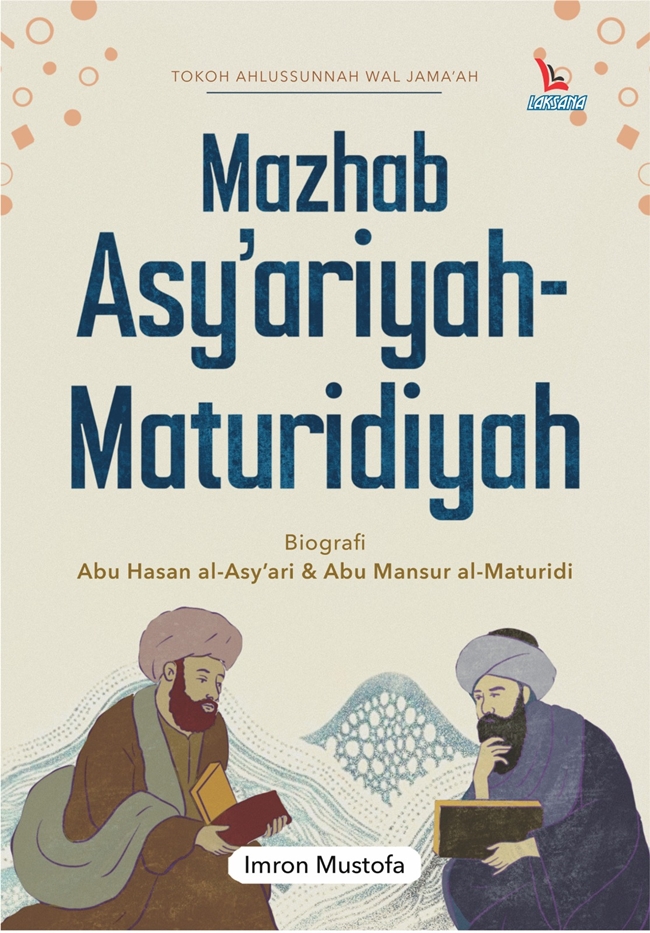 TOKOH AHLUSSUNNAH WAL JAMA’AH
LAKSANA
Mazhab
Asy’ariyah-
Maturidiyah
Biografi
Abu Hasan al-Asy’ari & Abu Mansur al-Maturidi
Imron Mustofa